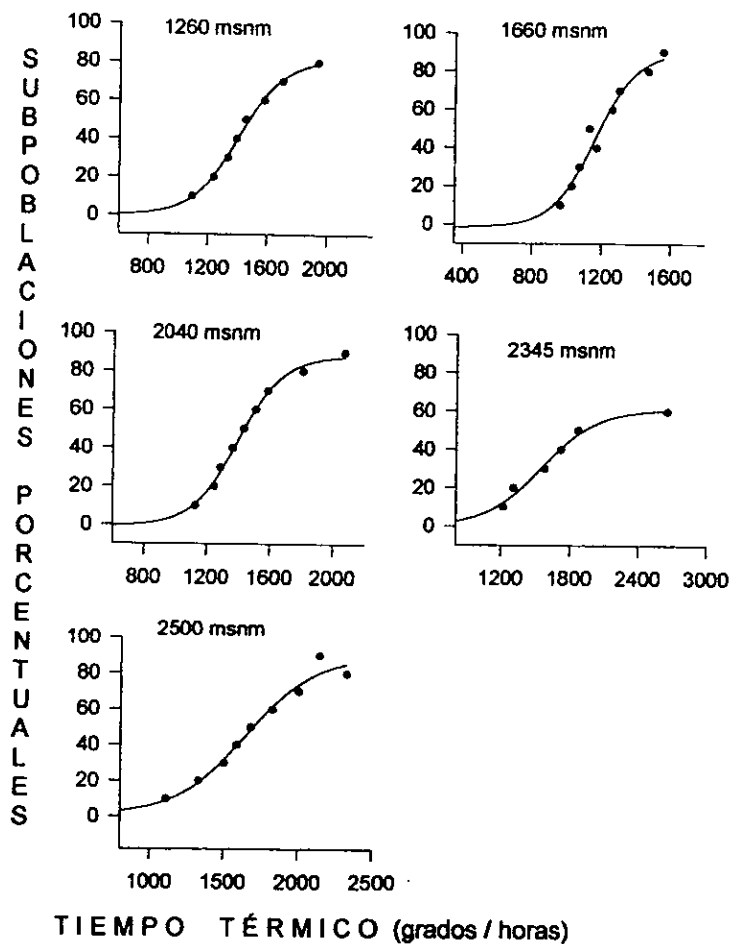 SUBPOBLACIONES PORCENTUALES
1260 msnm
100
80
60
40
20
0
800 1200 1600 2000
1660 msnm
100
80
60
40
20
0
400 800 1200 1600
2040 msnm
100
80
60
40
20
0
800 1200 1600 2000
2345 msnm
100
80
60
40
20
0
1200 1800 2400 3000
2500 msnm
100
80
60
40
20
0
1000 1500 2000 2500
TIEMPO TÉRMICO (grados / horas)